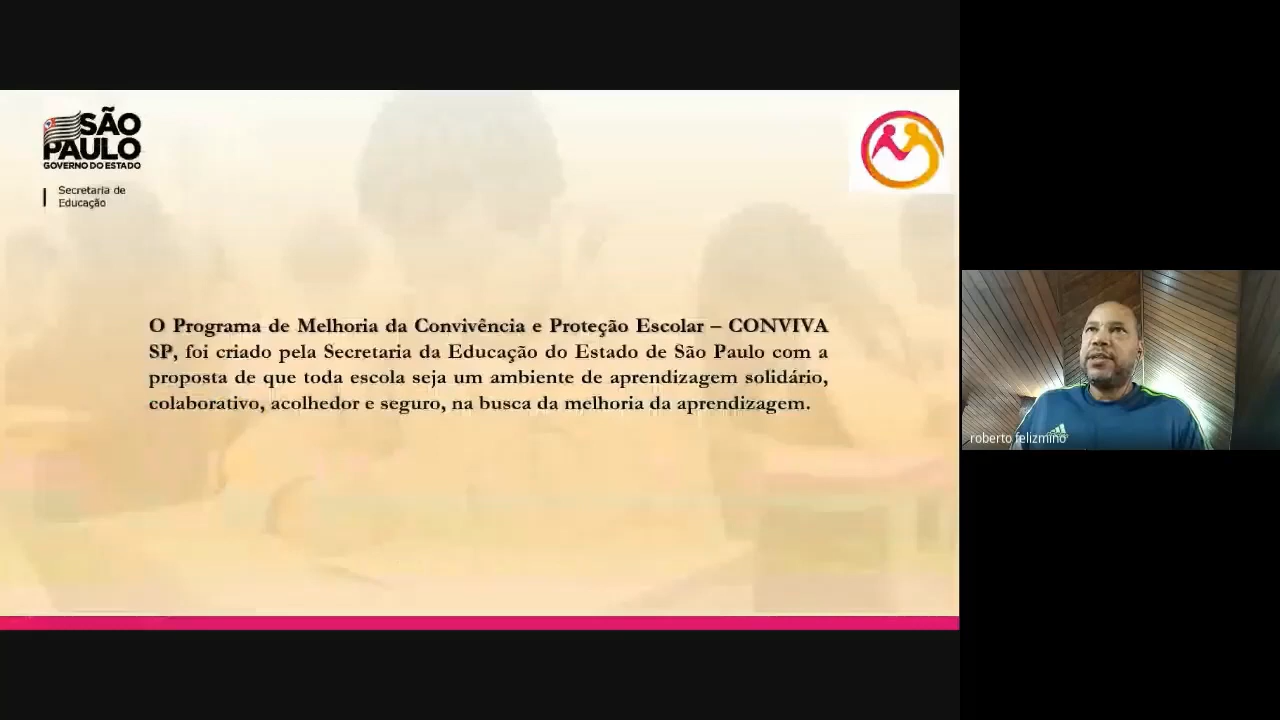 SÃO
PAULO
GOVERNO DO ESTADO
Secretaria de
Educação
O Programa de Melhoria da Convivência e Proteção Escolar – CONVIVA
SP, foi criado pela Secretaria da Educação do Estado de São Paulo com a
proposta de que toda escola seja um ambiente de aprendizagem solidário,
colaborativo, acolhedor e seguro, na busca da melhoria da aprendizagem.
roberto felizmino